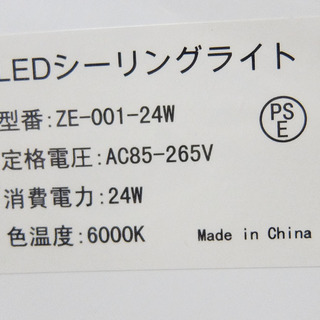 LEDシーリングライト
型番:ZE-001-24W
定格電圧:AC85-265V
消費電力:24W
色温度:6000K
PSE
Made in China